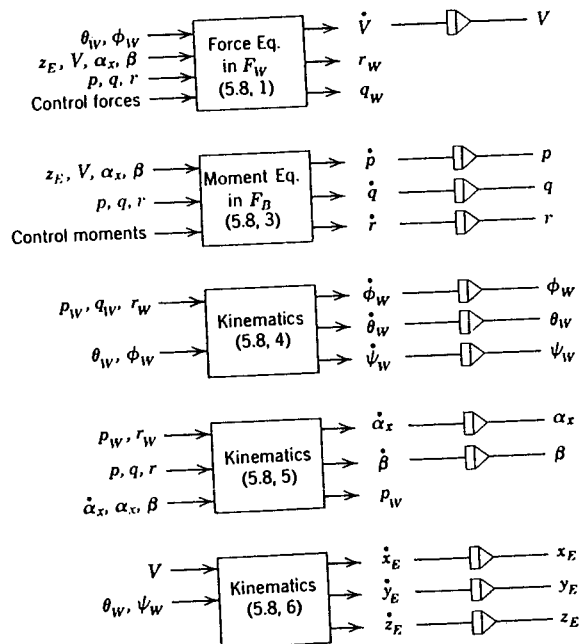 θ_W, ϕ_W
z_E, V, α_x, β
p, q, r
Control forces
Force Eq.
in F_W
(5.8, 1)
V̇
r_W
q_W
V
z_E, V, α_x, β
p, q, r
Control moments
Moment Eq.
in F_B
(5.8, 3)
ṗ
q̇
ṙ
p
q
r
p_W, q_W, r_W
θ_W, ϕ_W
Kinematics
(5.8, 4)
ϕ̇_W
θ̇_W
ψ̇_W
ϕ_W
θ_W
ψ_W
p_W, r_W
p, q, r
α̇_x, α_x, β
Kinematics
(5.8, 5)
α̇_x
β̇
p_W
α_x
β
V
θ_W, ψ_W
Kinematics
(5.8, 6)
ẋ_E
ẏ_E
ż_E
x_E
y_E
z_E